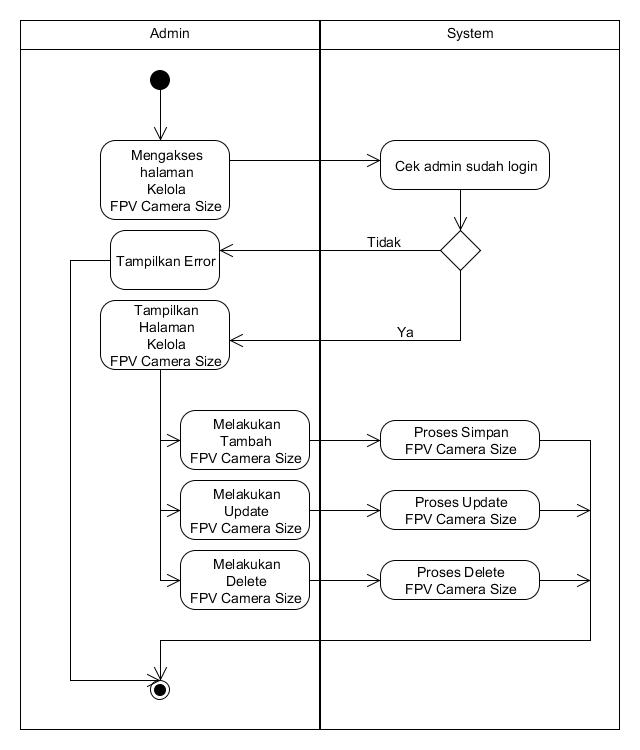 Admin
System
Mengakses
halaman
Kelola
FPV Camera Size
Cek admin sudah login
Tidak
Tampilkan Error
Ya
Tampilkan
Halaman
Kelola
FPV Camera Size
Melakukan
Tambah
FPV Camera Size
Proses Simpan
FPV Camera Size
Melakukan
Update
FPV Camera Size
Proses Update
FPV Camera Size
Melakukan
Delete
FPV Camera Size
Proses Delete
FPV Camera Size